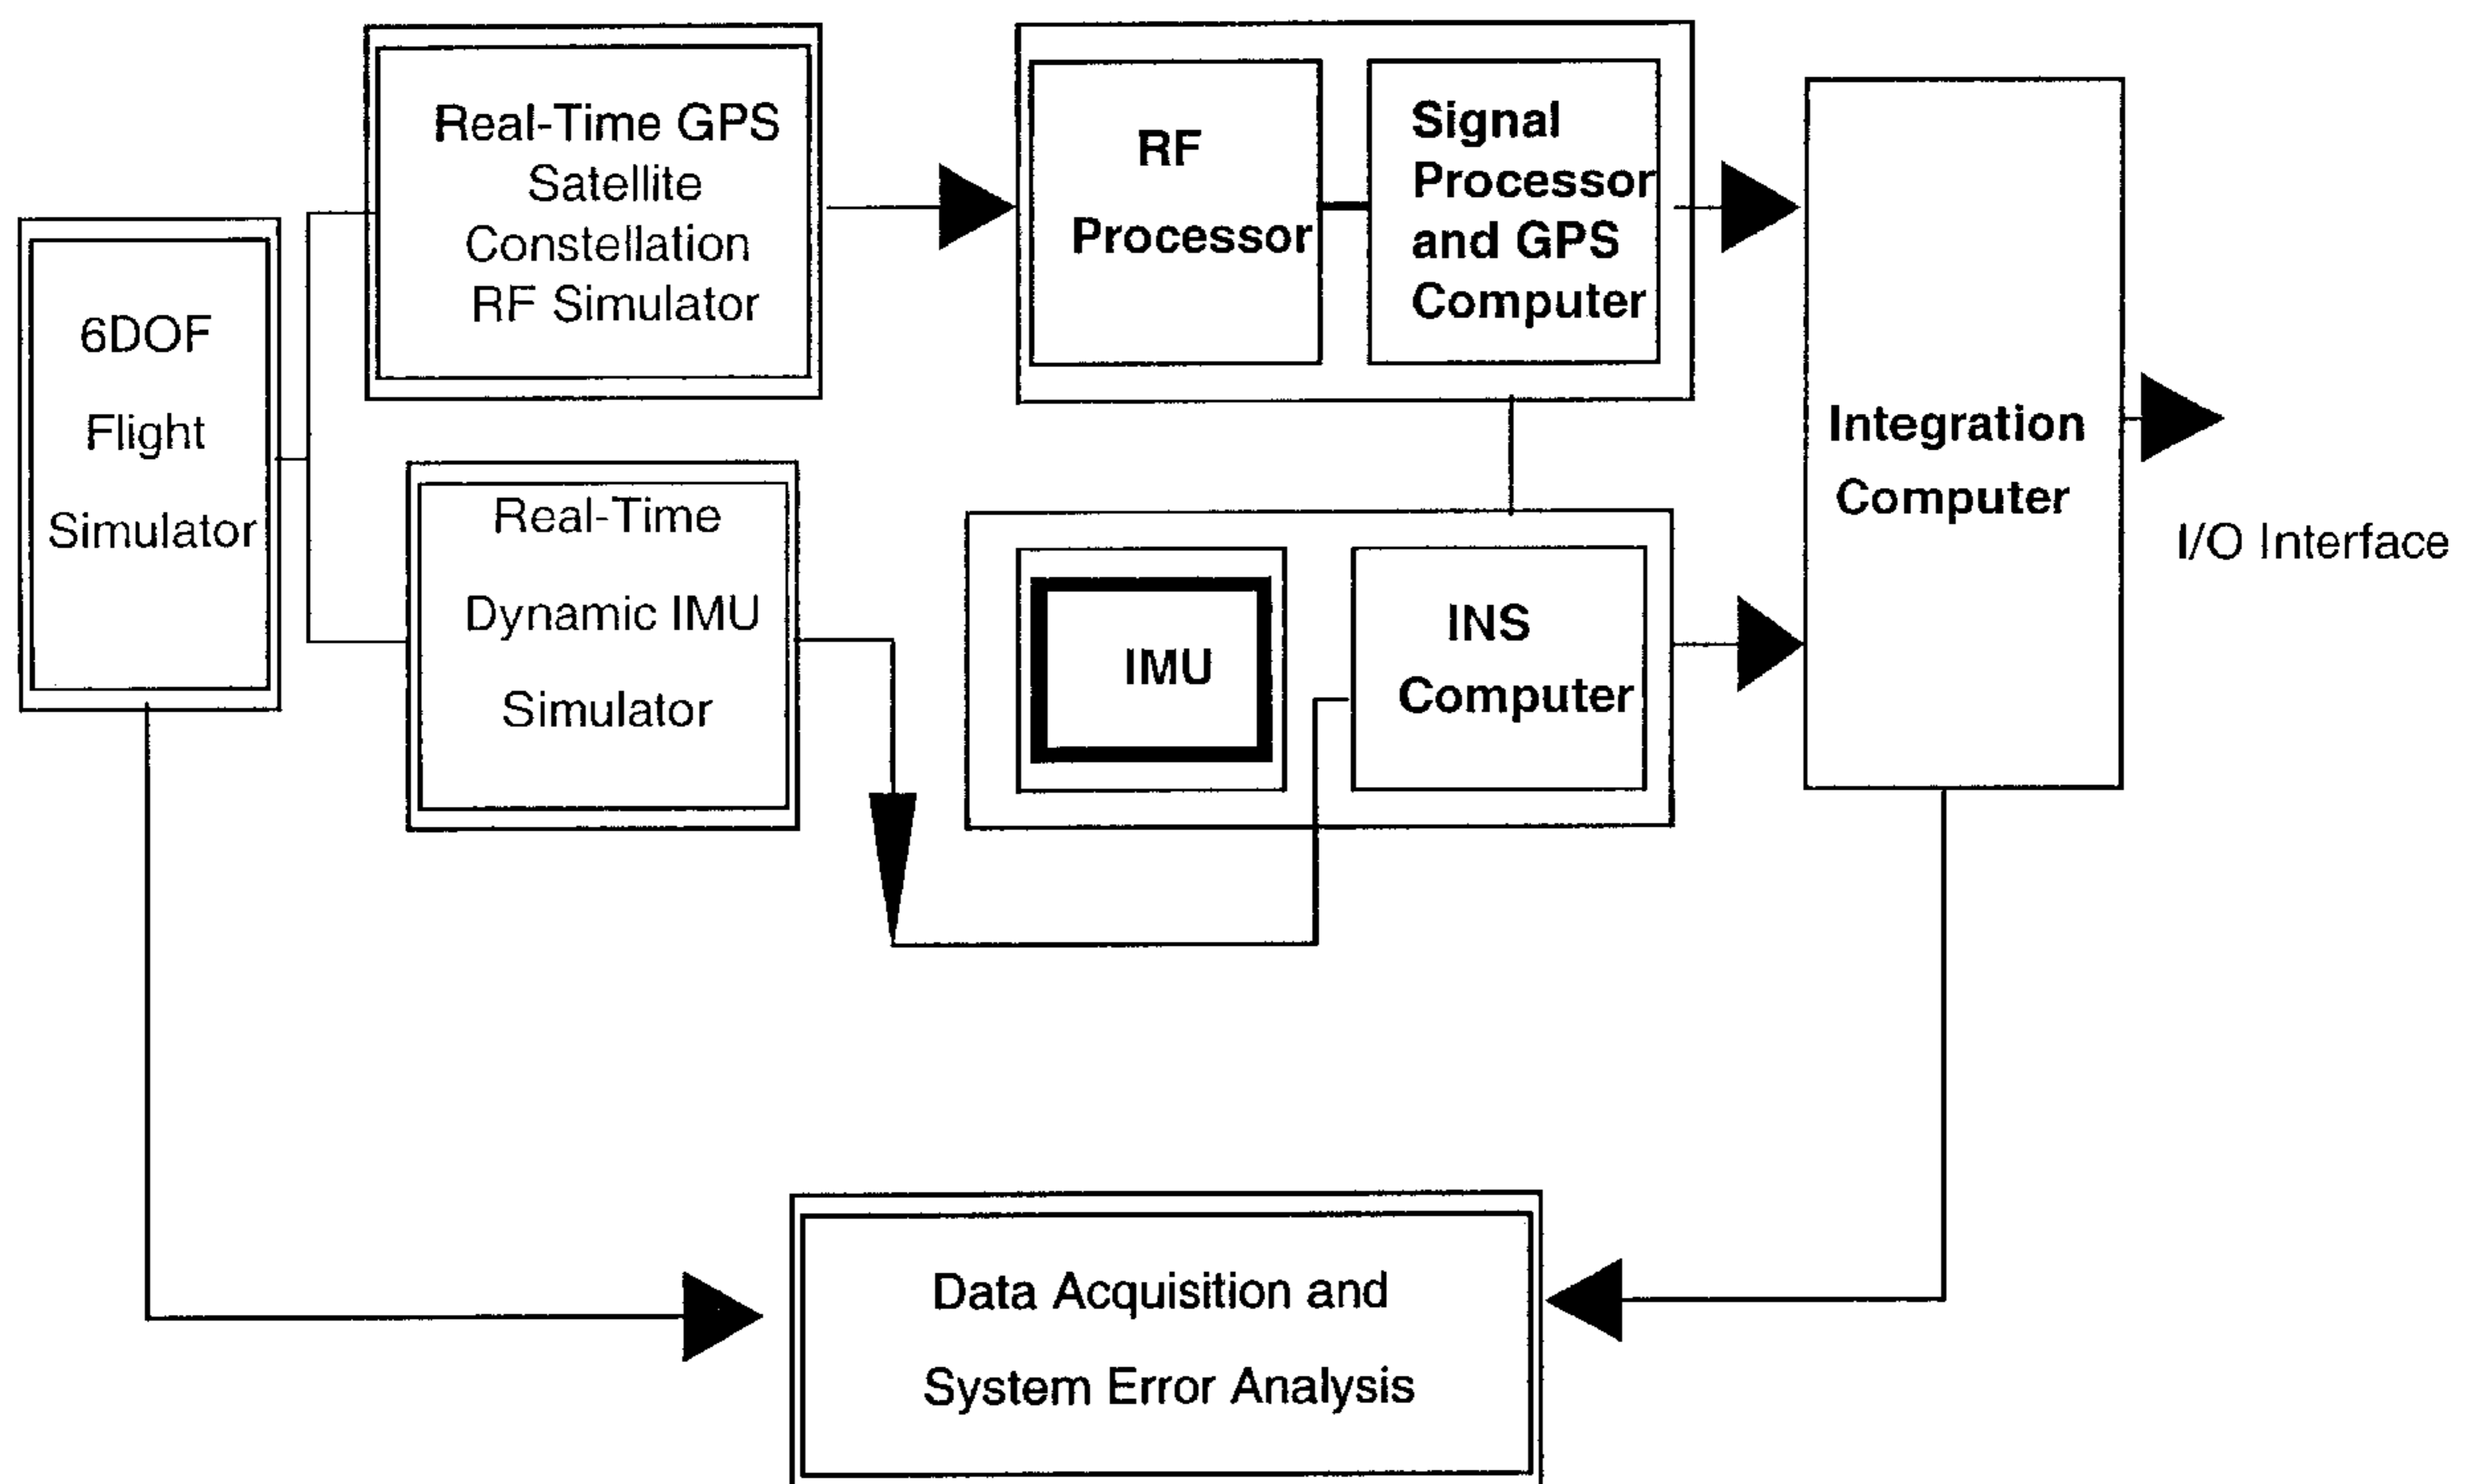 Real-Time GPS
Satellite
Constellation
RF Simulator
RF
Processor
Signal
Processor
and GPS
Computer
6DOF
Flight
Simulator
Real-Time
Dynamic IMU
Simulator
IMU
INS
Computer
Integration
Computer
I/O Interface
Data Acquisition and
System Error Analysis